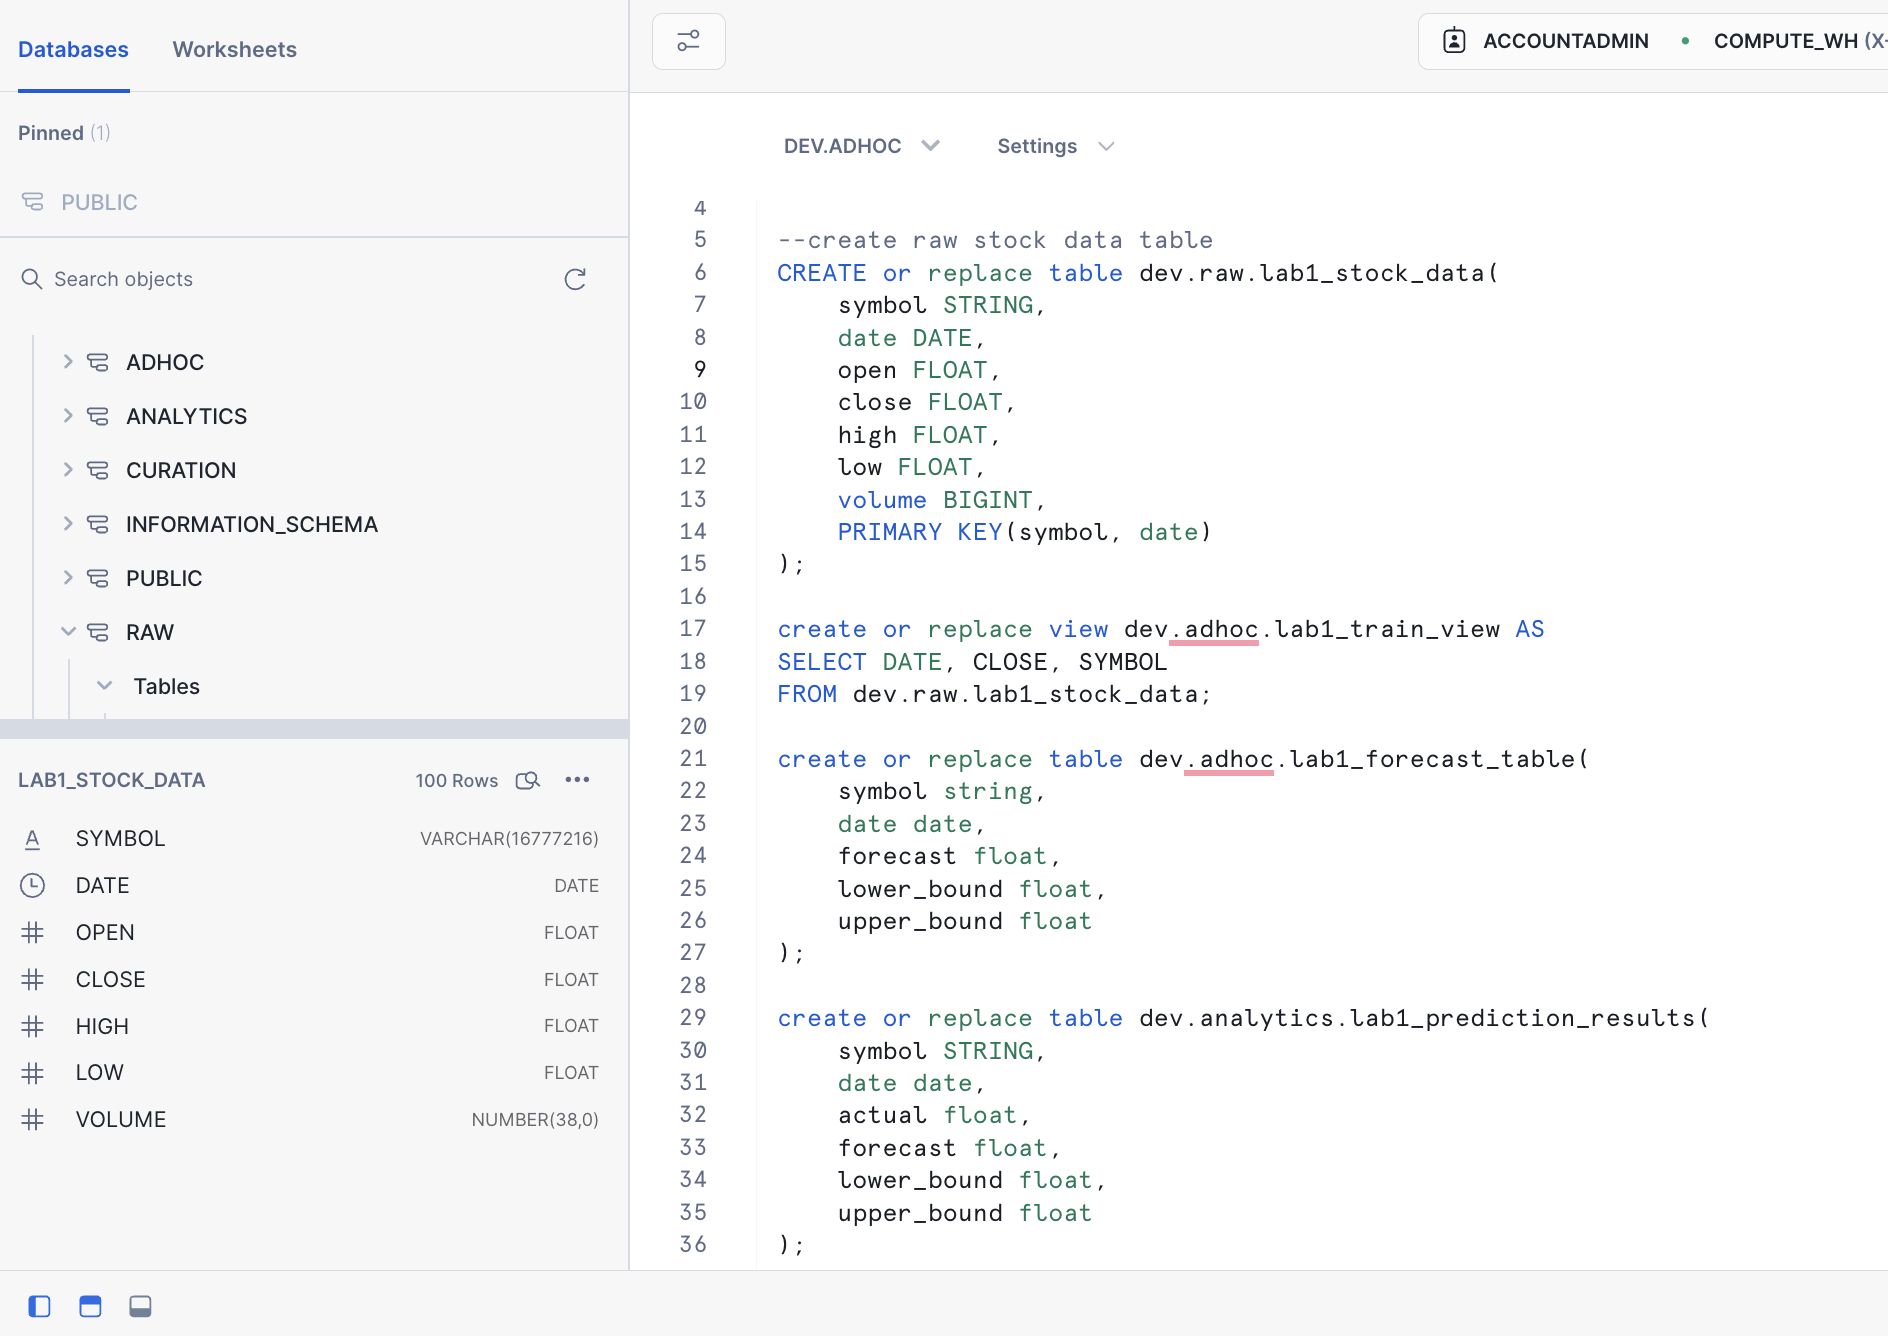 Databases Worksheets
Pinned (1)
PUBLIC
Search objects
ADHOC
ANALYTICS
CURATION
INFORMATION_SCHEMA
PUBLIC
RAW
Tables
LAB1_STOCK_DATA 100 Rows
SYMBOL VARCHAR(16777216)
DATE DATE
OPEN FLOAT
CLOSE FLOAT
HIGH FLOAT
LOW FLOAT
VOLUME NUMBER(38,0)
ACCOUNTADMIN • COMPUTE_WH (X-
DEV.ADHOC Settings
4
5 --create raw stock data table
6 CREATE or replace table dev.raw.lab1_stock_data(
7 symbol STRING,
8 date DATE,
9 open FLOAT,
10 close FLOAT,
11 high FLOAT,
12 low FLOAT,
13 volume BIGINT,
14 PRIMARY KEY(symbol, date)
15 );
16
17 create or replace view dev.adhoc.lab1_train_view AS
18 SELECT DATE, CLOSE, SYMBOL
19 FROM dev.raw.lab1_stock_data;
20
21 create or replace table dev.adhoc.lab1_forecast_table(
22 symbol string,
23 date date,
24 forecast float,
25 lower_bound float,
26 upper_bound float
27 );
28
29 create or replace table dev.analytics.lab1_prediction_results(
30 symbol STRING,
31 date date,
32 actual float,
33 forecast float,
34 lower_bound float,
35 upper_bound float
36 );